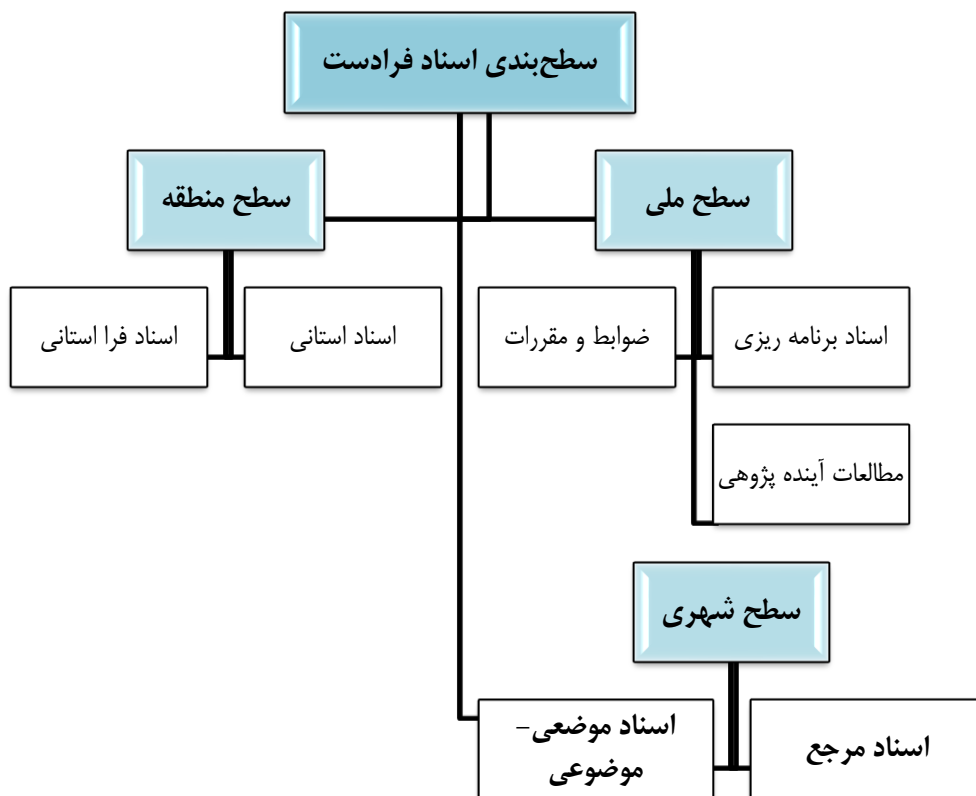 سطح‌بندی اسناد فرادست
سطح ملی
سطح منطقه
اسناد برنامه ریزی
ضوابط و مقررات
اسناد استانی
اسناد فرا استانی
مطالعات آینده پژوهی
سطح شهری
اسناد مرجع
اسناد موضعی-
موضوعی